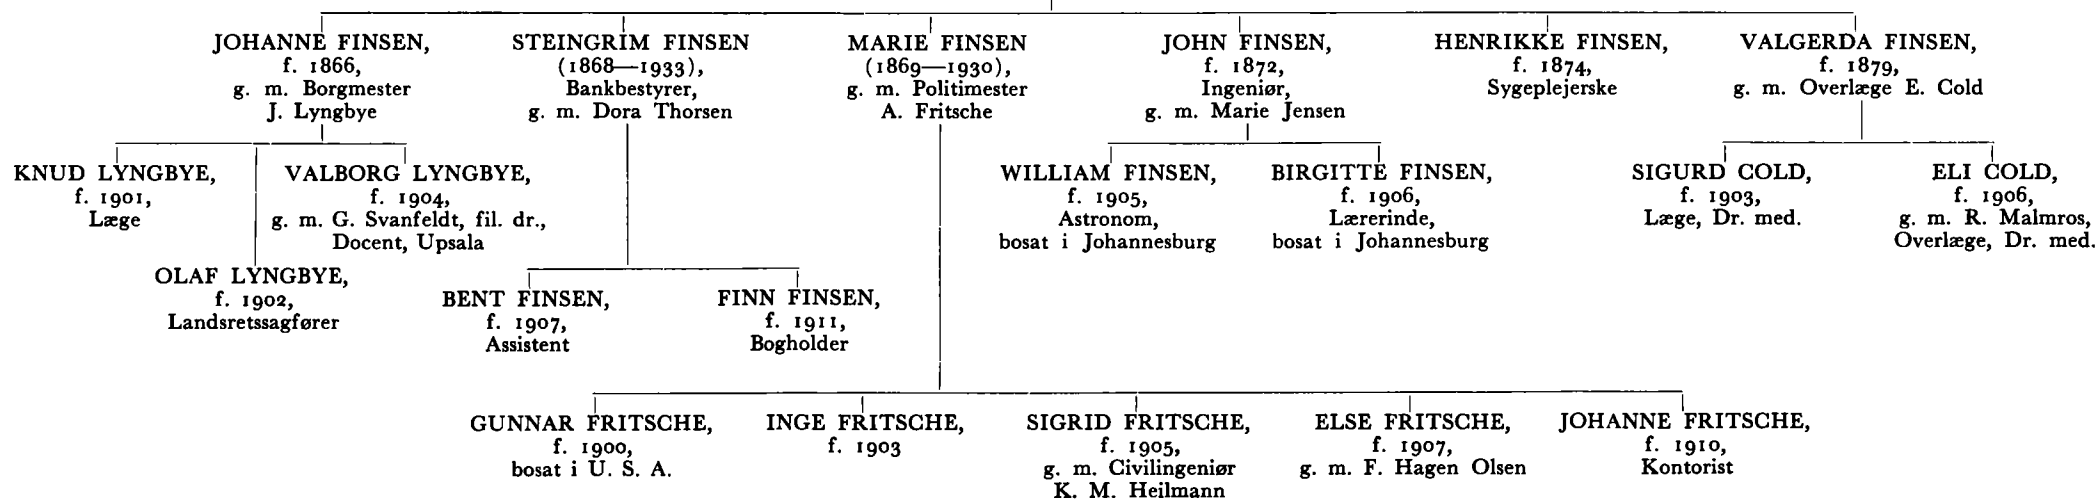 JOHANNE FINSEN,
f. 1866,
g. m. Borgmester
J. Lyngbye
STEINGRIM FINSEN
(1868—1933),
Bankbestyrer,
g. m. Dora Thorsen
MARIE FINSEN
(1869—1930),
g. m. Politimester
A. Fritsche
JOHN FINSEN,
f. 1872,
Ingeniør,
g. m. Marie Jensen
HENRIKKE FINSEN,
f. 1874,
Sygeplejerske
VALGERDA FINSEN,
f. 1879,
g. m. Overlæge E. Cold
KNUD LYNGBYE,
f. 1901,
Læge
VALBORG LYNGBYE,
f. 1904,
g. m. G. Svanfeldt, fil. dr.,
Docent, Upsala
WILLIAM FINSEN,
f. 1905,
Astronom,
bosat i Johannesburg
BIRGITTE FINSEN,
f. 1906,
Lærerinde,
bosat i Johannesburg
SIGURD COLD,
f. 1903,
Læge, Dr. med.
ELI COLD,
f. 1906,
g. m. R. Malmros,
Overlæge, Dr. med.
OLAF LYNGBYE,
f. 1902,
Landsretssagfører
BENT FINSEN,
f. 1907,
Assistent
FINN FINSEN,
f. 1911,
Bogholder
GUNNAR FRITSCHE,
f. 1900,
bosat i U. S. A.
INGE FRITSCHE,
f. 1903
SIGRID FRITSCHE,
f. 1905,
g. m. Civilingeniør
K. M. Heilmann
ELSE FRITSCHE,
f. 1907,
g. m. F. Hagen Olsen
JOHANNE FRITSCHE,
f. 1910,
Kontorist